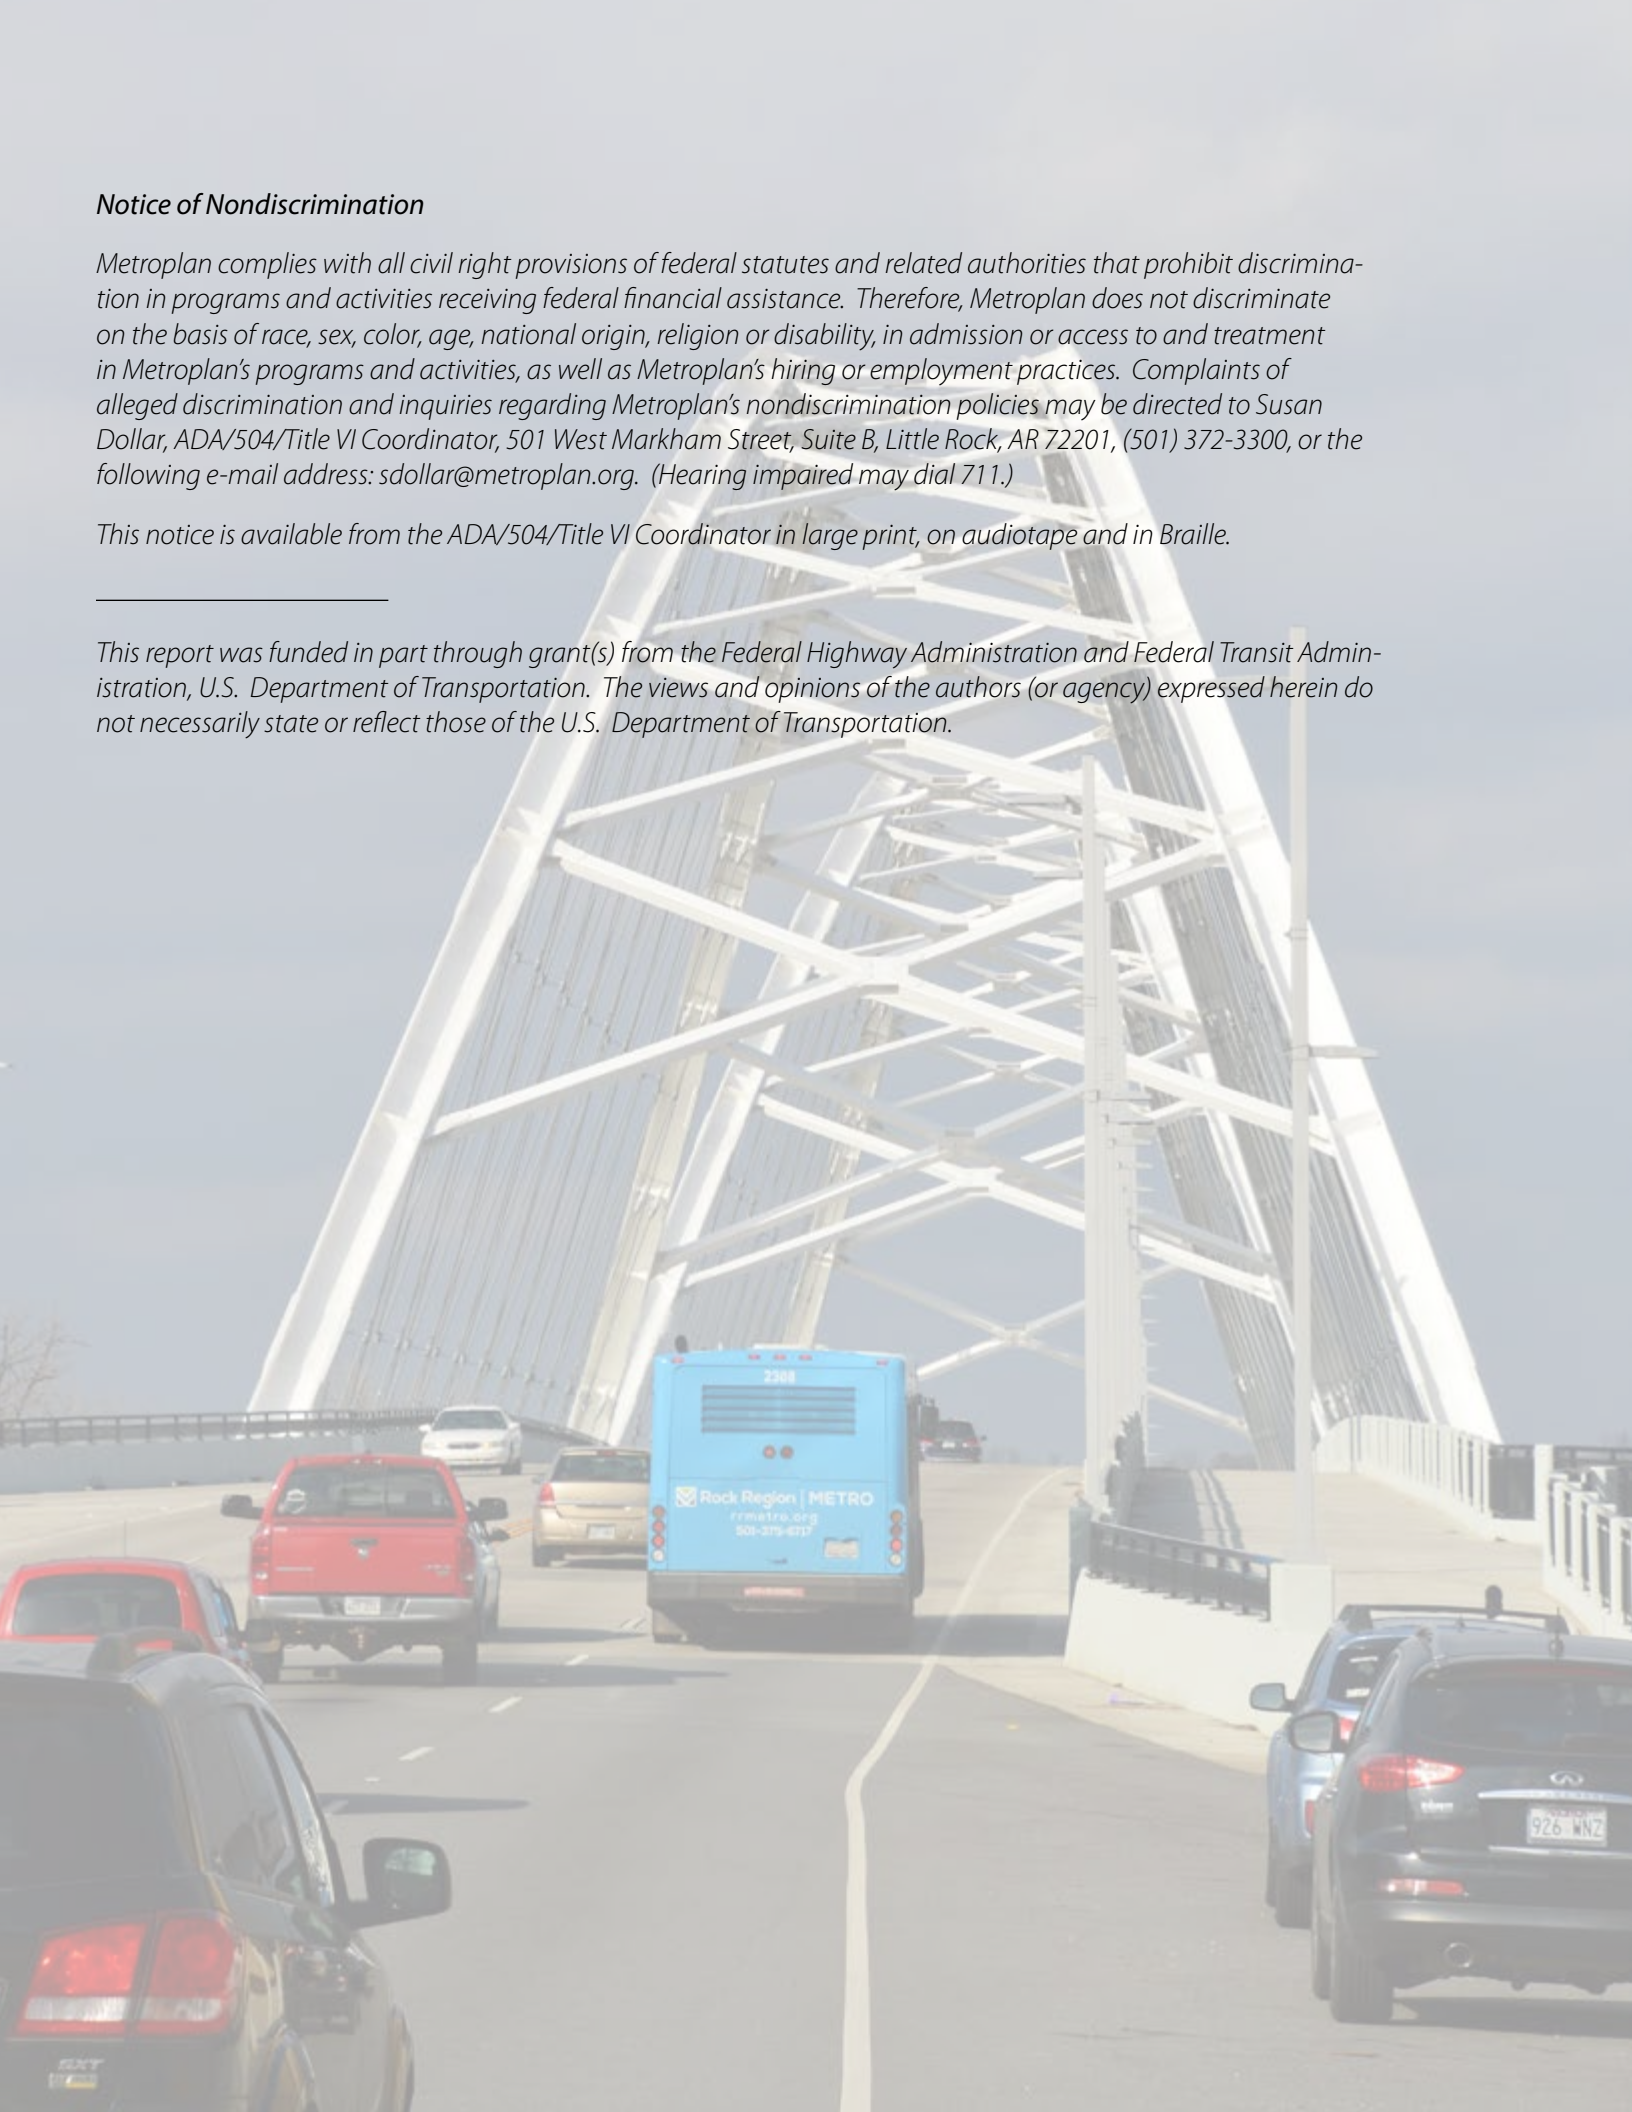 Notice of Nondiscrimination
Metroplan complies with all civil right provisions of federal statutes and related authorities that prohibit discrimina-
tion in programs and activities receiving federal financial assistance.  Therefore, Metroplan does not discriminate
on the basis of race, sex, color, age, national origin, religion or disability, in admission or access to and treatment
in Metroplan’s programs and activities, as well as Metroplan’s hiring or employment practices.  Complaints of
alleged discrimination and inquiries regarding Metroplan’s nondiscrimination policies may be directed to Susan
Dollar, ADA/504/Title VI Coordinator, 501 West Markham Street, Suite B, Little Rock, AR 72201, (501) 372-3300, or the
following e-mail address: sdollar@metroplan.org.  (Hearing impaired may dial 711.)
This notice is available from the ADA/504/Title VI Coordinator in large print, on audiotape and in Braille.
This report was funded in part through grant(s) from the Federal Highway Administration and Federal Transit Admin-
istration, U.S.  Department of Transportation.  The views and opinions of the authors (or agency) expressed herein do
not necessarily state or reflect those of the U.S.  Department of Transportation.
2308
Rock Region | METRO
rrmetro.org
501-375-6717
926 WNZ
SXT